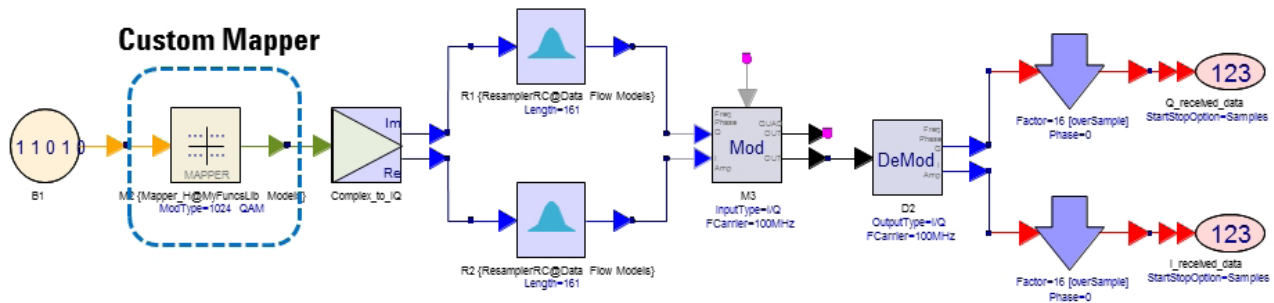 Custom Mapper
1 1 0 1 0
B1
MAPPER
M2 {Mapper_H@MyFuncsLib Models}
ModType=1024 QAM
Im
Re
Complex_to_IQ
R1 {ResamplerRC@Data Flow Models}
Length=161
R2 {ResamplerRC@Data Flow Models}
Length=161
Freq
Phase
Q
I
Amp
QUAD
OUT
OUT
Mod
M3
InputType=I/Q
FCarrier=100MHz
DeMod
Freq
Phase
Q
I
Amp
D2
OutputType=I/Q
FCarrier=100MHz
Factor=16 [overSample]
Phase=0
123
Q_received_data
StartStopOption=Samples
Factor=16 [overSample]
Phase=0
123
I_received_data
StartStopOption=Samples